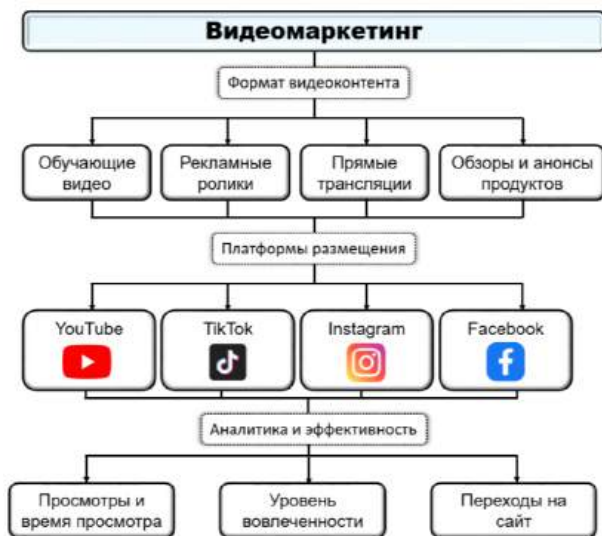 Видеомаркетинг
Формат видеоконтента
Обучающие
видео
Рекламные
ролики
Прямые
трансляции
Обзоры и анонсы
продуктов
Платформы размещения
YouTube
TikTok
Instagram
Facebook
Аналитика и эффективность
Просмотры и
время просмотра
Уровень
вовлеченности
Переходы на
сайт